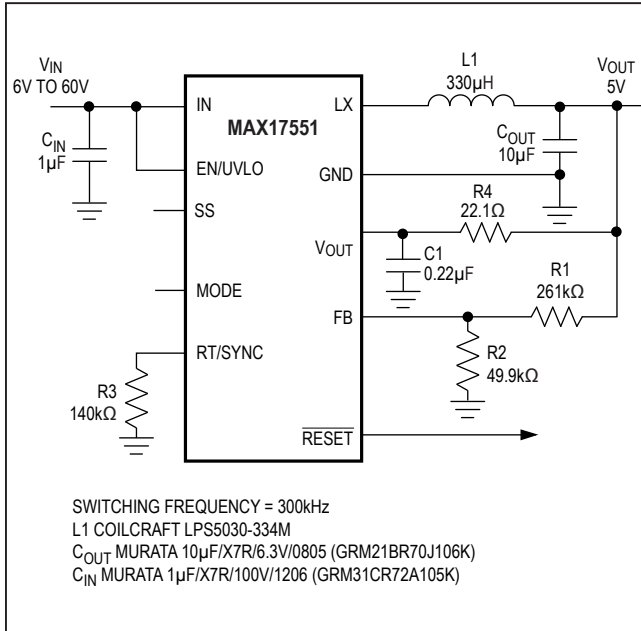 VIN
6V TO 60V
CIN
1µF
IN
MAX17551
EN/UVLO
SS
MODE
RT/SYNC
R3
140kΩ
LX
GND
VOUT
FB
RESET
L1
330µH
VOUT
5V
COUT
10µF
R4
22.1Ω
C1
0.22µF
R1
261kΩ
R2
49.9kΩ
SWITCHING FREQUENCY = 300kHz
L1 COILCRAFT LPS5030-334M
COUT MURATA 10µF/X7R/6.3V/0805 (GRM21BR70J106K)
CIN MURATA 1µF/X7R/100V/1206 (GRM31CR72A105K)